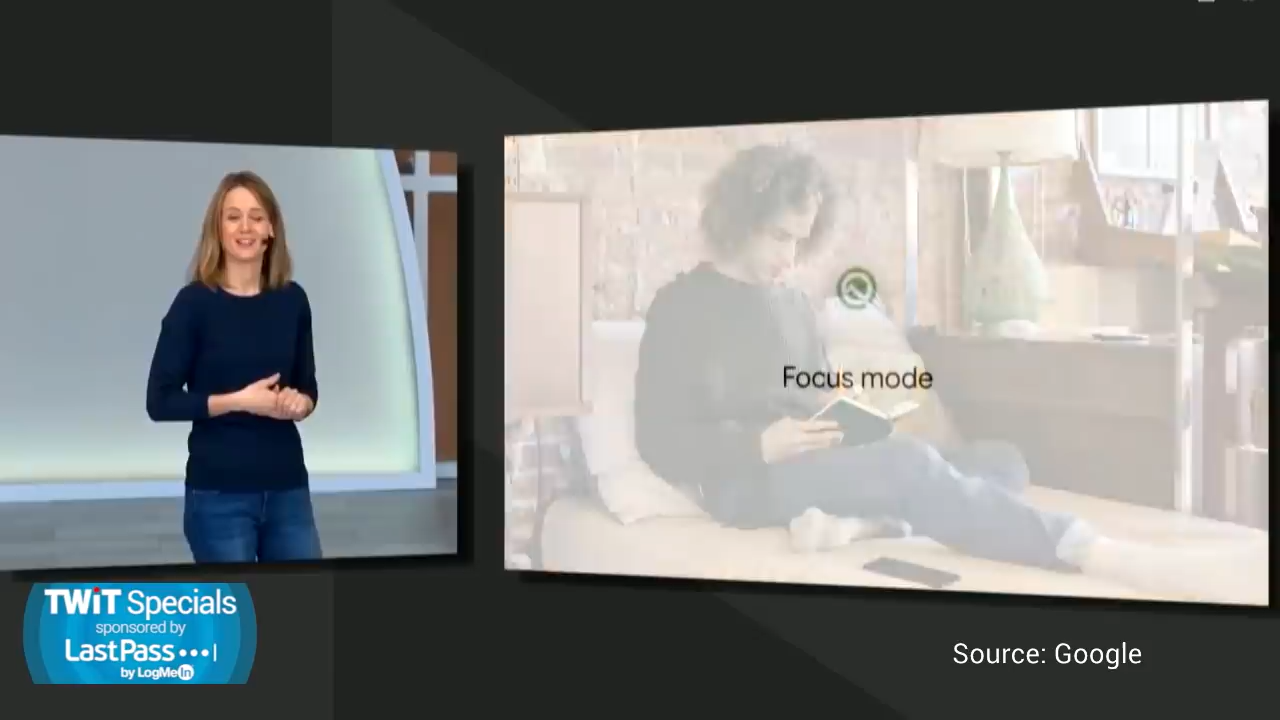 Focus mode
TWiT Specials
sponsored by
LastPass •••|
by LogMeIn
Source: Google